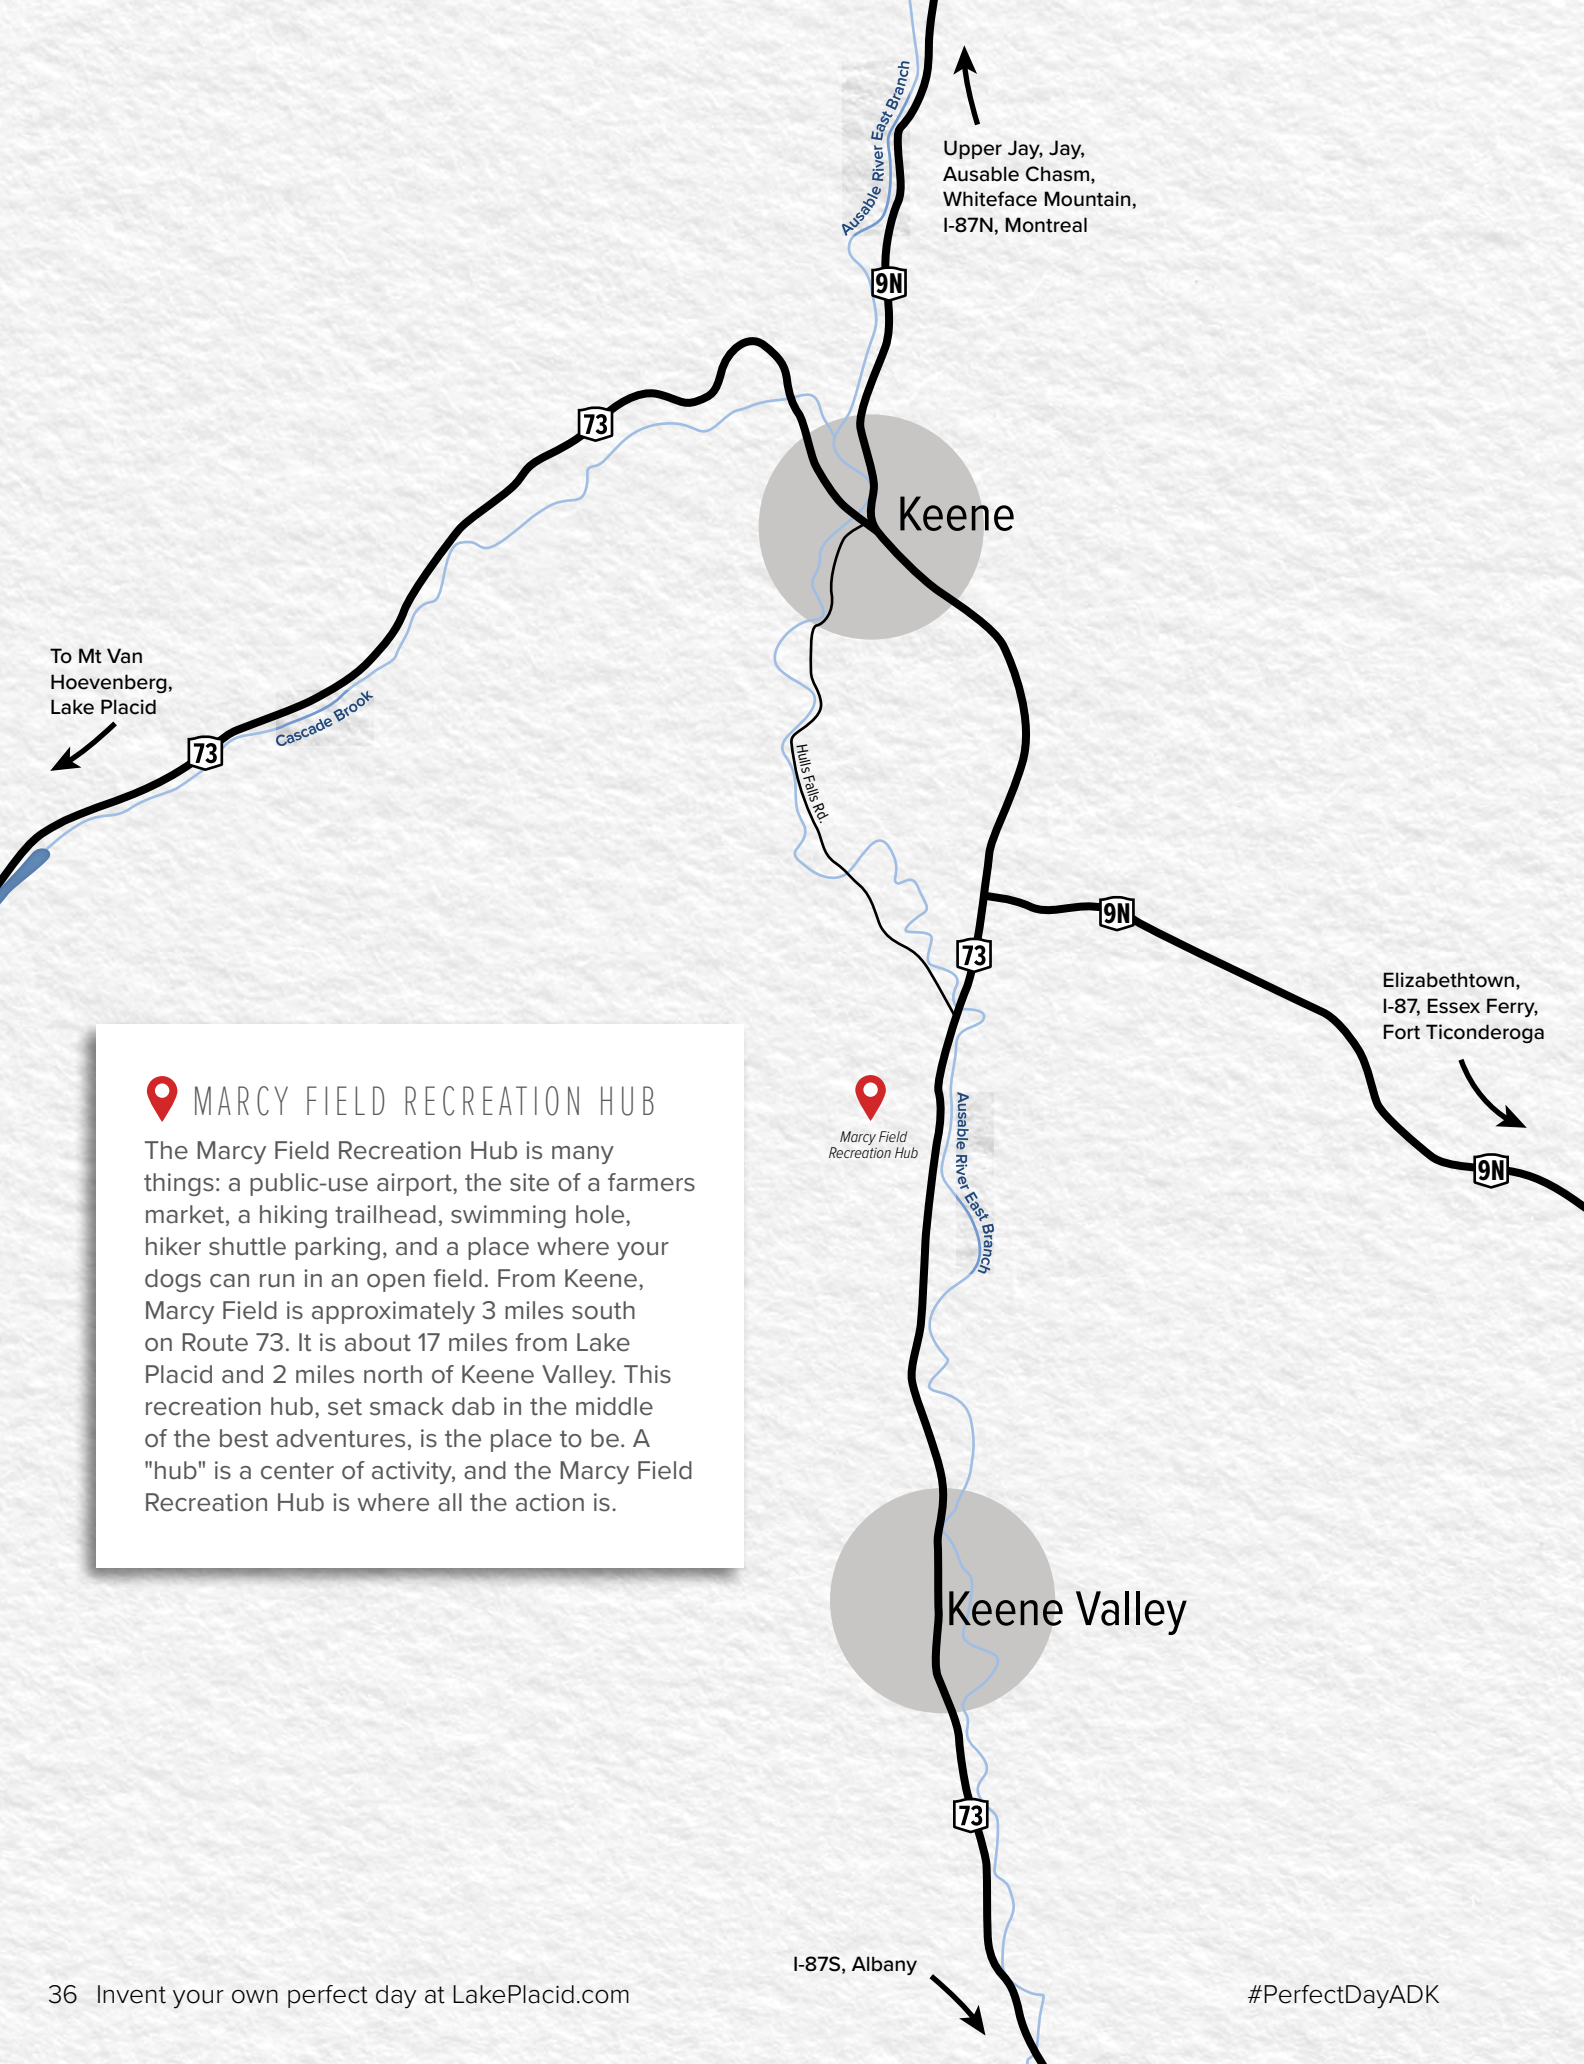 Ausable River East Branch
Upper Jay, Jay,
Ausable Chasm,
Whiteface Mountain,
I-87N, Montreal
9N
73
Keene
To Mt Van
Hoevenberg,
Lake Placid
Cascade Brook
73
Hulls Falls Rd.
9N
73
Elizabethtown,
I-87, Essex Ferry,
Fort Ticonderoga
9N
MARCY FIELD RECREATION HUB
The Marcy Field Recreation Hub is many
things: a public-use airport, the site of a farmers
market, a hiking trailhead, swimming hole,
hiker shuttle parking, and a place where your
dogs can run in an open field. From Keene,
Marcy Field is approximately 3 miles south
on Route 73. It is about 17 miles from Lake
Placid and 2 miles north of Keene Valley. This
recreation hub, set smack dab in the middle
of the best adventures, is the place to be. A
"hub" is a center of activity, and the Marcy Field
Recreation Hub is where all the action is.
Marcy Field
Recreation Hub
Ausable River East Branch
Keene Valley
73
I-87S, Albany
36 Invent your own perfect day at LakePlacid.com
#PerfectDayADK